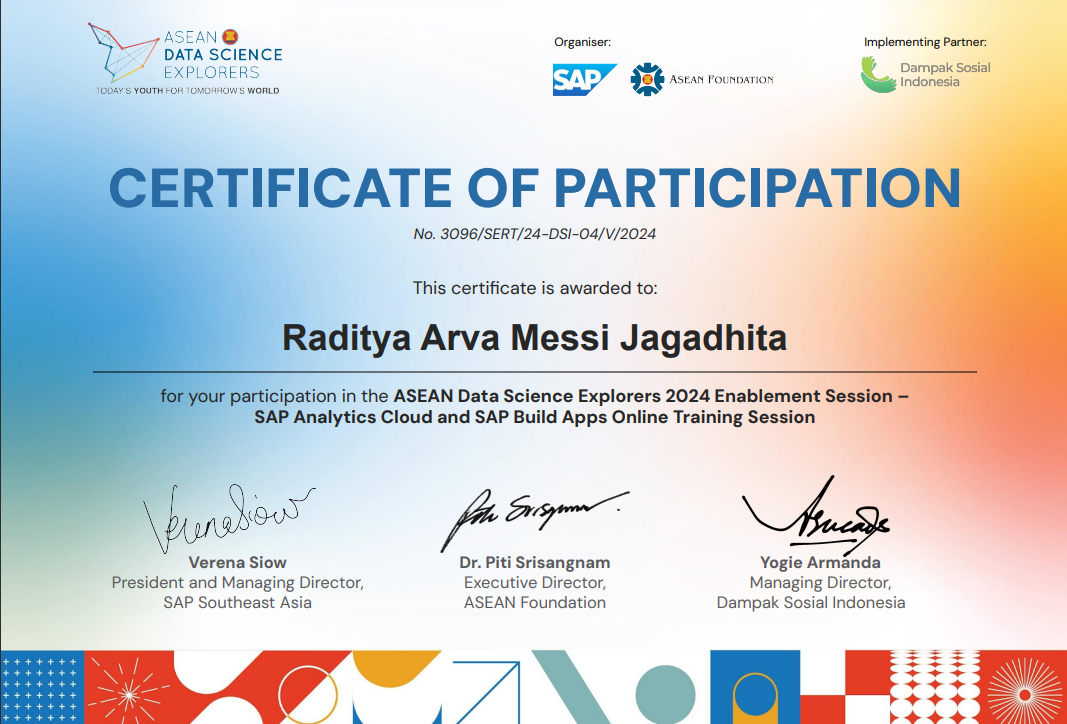 ASEAN
DATA SCIENCE
EXPLORERS
TODAY'S YOUTH FOR TOMORROW'S WORLD
Organiser:
SAP
ASEAN FOUNDATION
Implementing Partner:
Dampak Sosial
Indonesia
CERTIFICATE OF PARTICIPATION
No. 3096/SERT/24-DSI-04/V/2024
This certificate is awarded to:
Raditya Arva Messi Jagadhita
for your participation in the ASEAN Data Science Explorers 2024 Enablement Session –
SAP Analytics Cloud and SAP Build Apps Online Training Session
Verena Siow
Verena Siow
President and Managing Director,
SAP Southeast Asia
Dr. Piti Srisangnam
Executive Director,
ASEAN Foundation
Yogie Armanda
Managing Director,
Dampak Sosial Indonesia